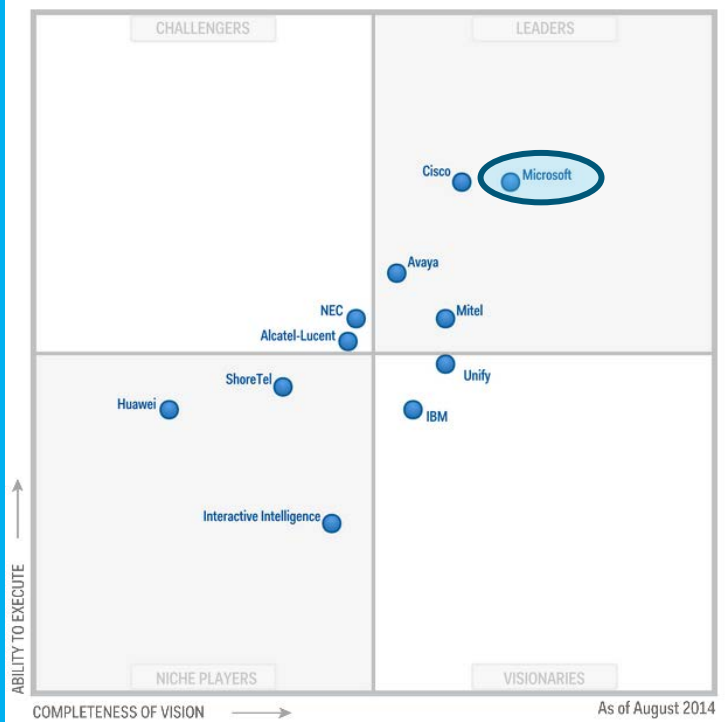 CHALLENGERS
LEADERS
Cisco
Microsoft
Avaya
NEC
Mitel
Alcatel-Lucent
Unify
ShoreTel
Huawei
IBM
Interactive Intelligence
ABILITY TO EXECUTE
NICHE PLAYERS
VISIONARIES
COMPLETENESS OF VISION
As of August 2014